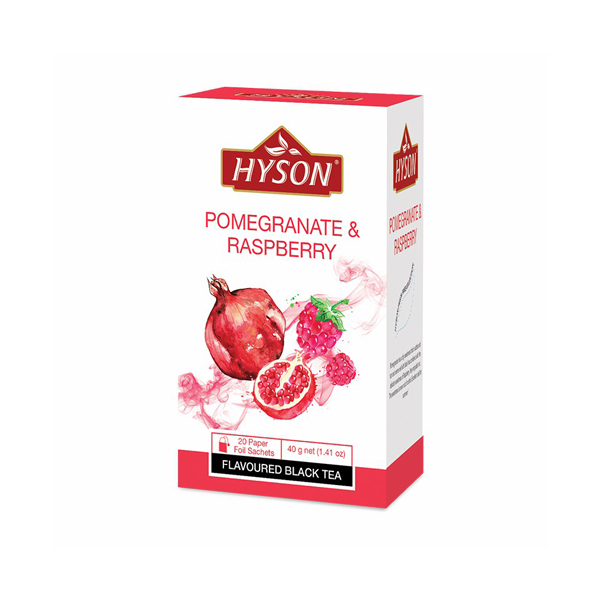 HYSON®
POMEGRANATE &
RASPBERRY
20 Paper
Foil Sachets
40 g net (1.41 oz)
FLAVOURED BLACK TEA
HYSON
POMEGRANATE &
RASPBERRY